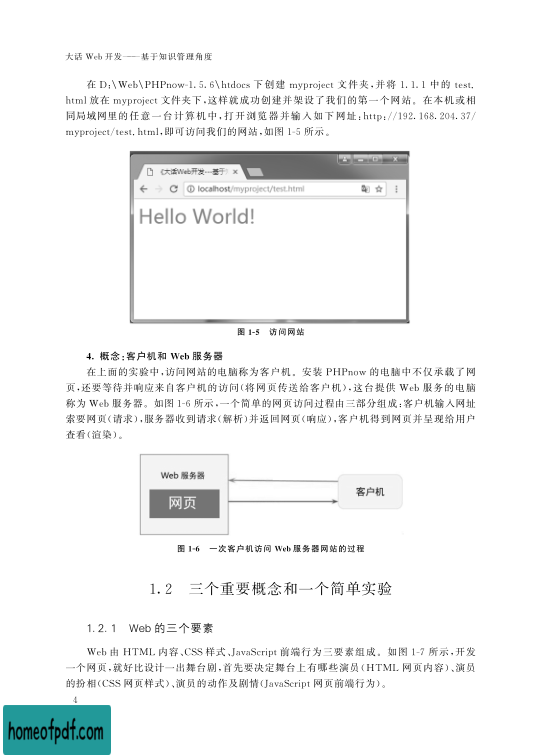 大话 Web 开发——基于知识管理角度
在 D:\Web\PHPnow-1.5.6\htdocs 下创建 myproject 文件夹,并将 1.1.1 中的 test.
html 放在 myproject 文件夹下,这样就成功创建并架设了我们的第一个网站。在本机或相
同局域网里的任意一台计算机中,打开浏览器并输入如下网址:http://192.168.204.37/
myproject/test.html,即可访问我们的网站,如图 1-5 所示。
《大话Web开发---基于
localhost/myproject/test.html
Hello World!
图 1-5 访问网站
4. 概念:客户机和 Web 服务器
在上面的实验中,访问网站的电脑称为客户机。安装 PHPnow 的电脑中不仅承载了网
页,还要等待并响应来自客户机的访问(将网页传送给客户机),这台提供 Web 服务的电脑
称为 Web 服务器。如图 1-6 所示,一个简单的网页访问过程由三部分组成:客户机输入网址
索要网页(请求),服务器收到请求(解析)并返回网页(响应),客户机得到网页并呈现给用户
查看(渲染)。
Web 服务器
网页
客户机
图 1-6 一次客户机访问 Web 服务器网站的过程
1.2 三个重要概念和一个简单实验
1.2.1 Web 的三个要素
Web 由 HTML 内容、CSS 样式、JavaScript 前端行为三要素组成。如图 1-7 所示,开发
一个网页,就好比设计一出舞台剧,首先要决定舞台上有哪些演员(HTML 网页内容)、演员
的扮相(CSS 网页样式)、演员的动作及剧情(JavaScript 网页前端行为)。
4
homeofpdf.com